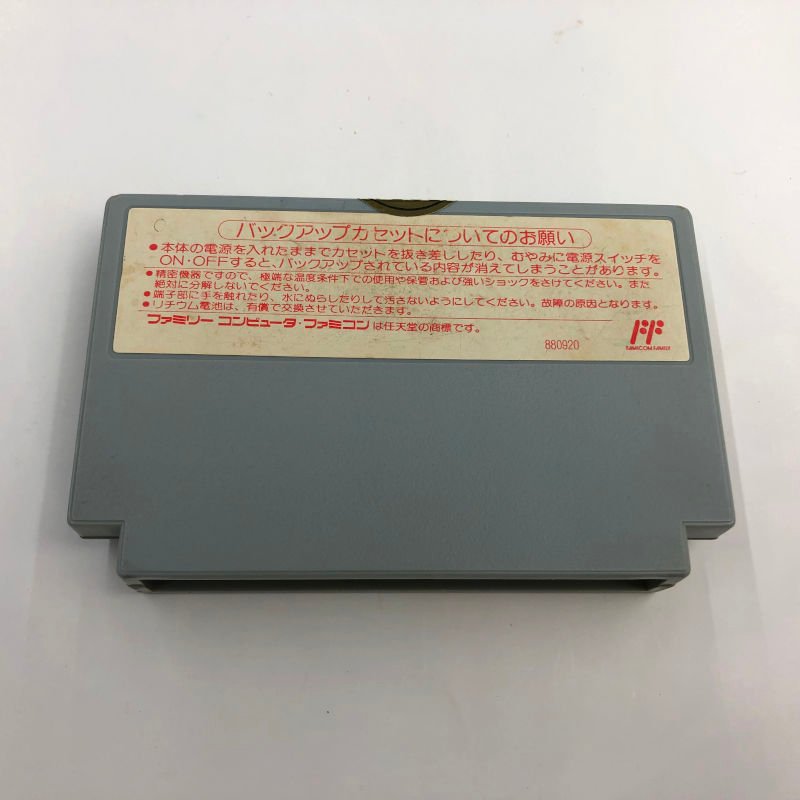 バックアップカセットについてのお願い
●本体の電源を入れたままでカセットを抜き差ししたり、むやみに電源スイッチを
ON・OFFすると、バックアップされている内容が消えてしまうことがあります。
●精密機器ですので、極端な温度条件下での使用や保管および強いショックをさけてください。また
絶対に分解しないでください。
●端子部に手を触れたり、水にぬらしたりして汚さないようにしてください。故障の原因となります。
●リチウム電池は、有償で交換させていただきます。
ファミリーコンピュータ・ファミコンは任天堂の商標です。
880920
FAMICOM FAMILY